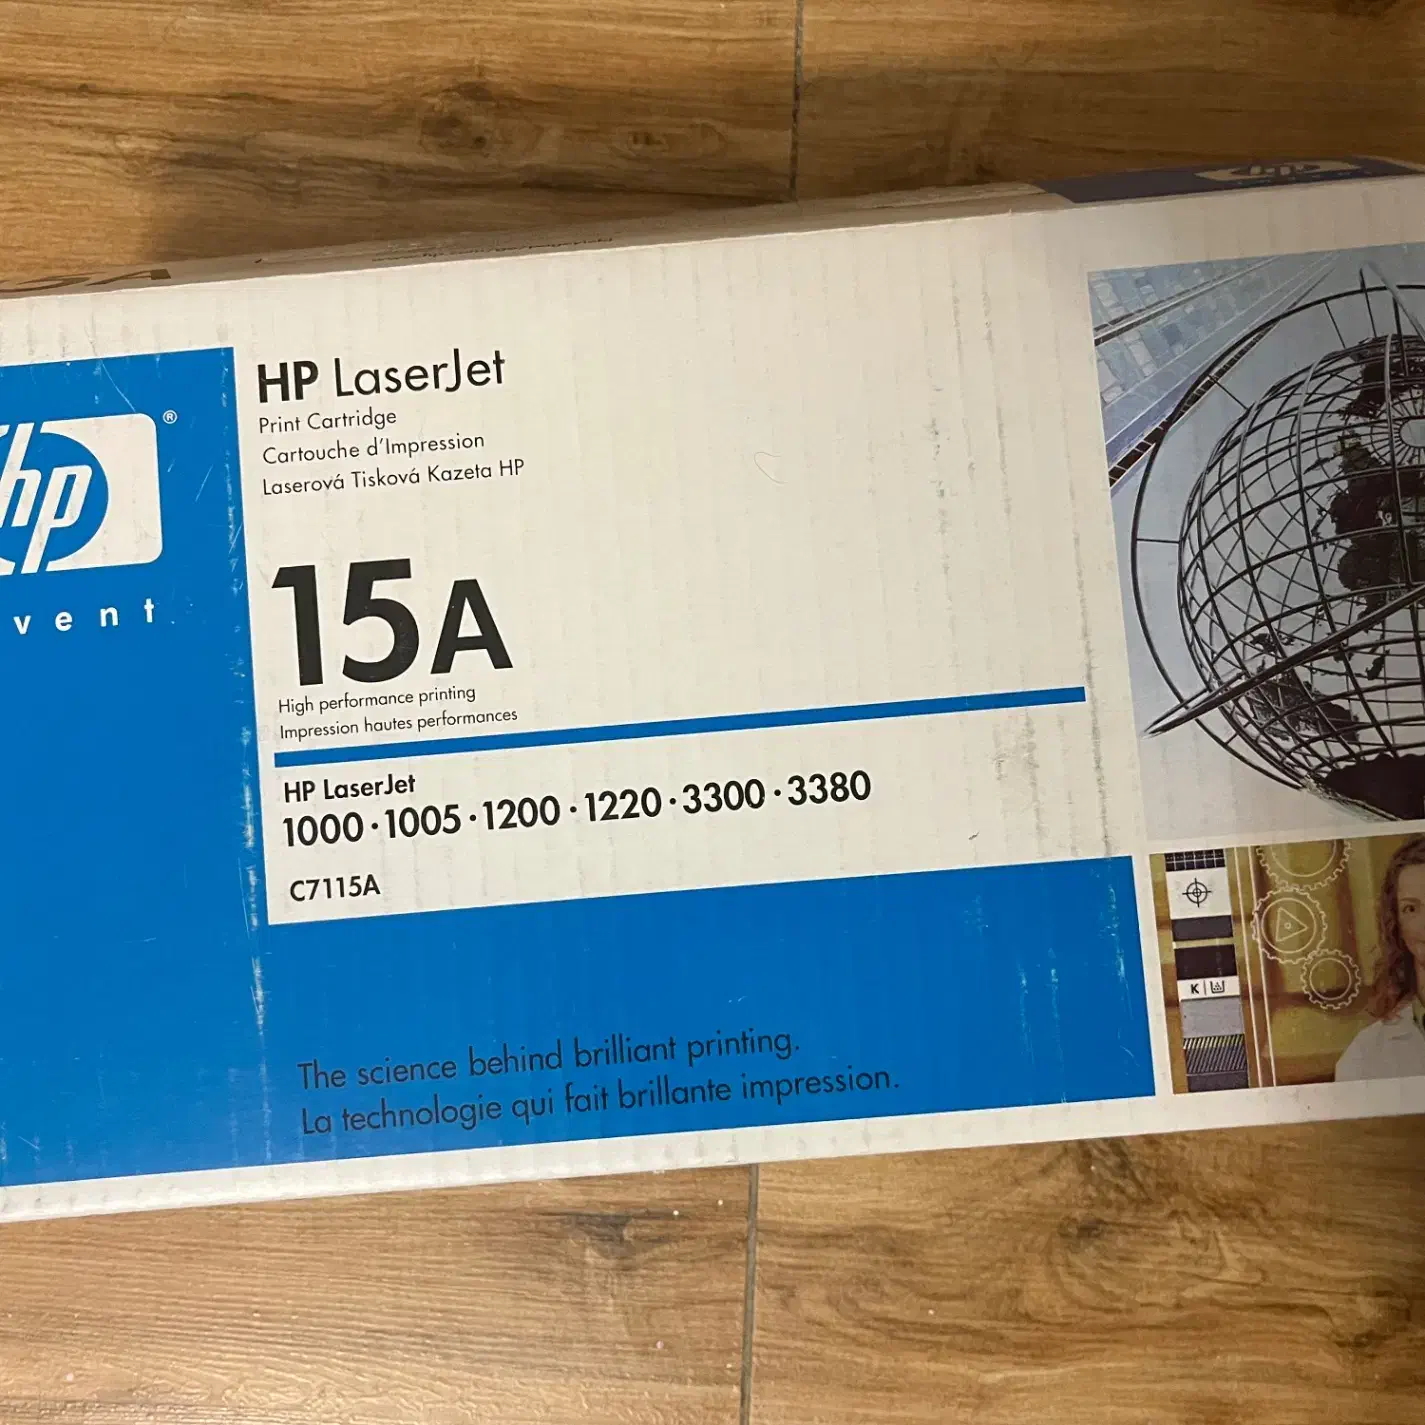 hp®
vent
HP LaserJet
Print Cartridge
Cartouche d'Impression
Laserová Tisková Kazeta HP
15A
High performance printing
Impression hautes performances
HP LaserJet
1000·1005·1200·1220·3300·3380
C7115A
The science behind brilliant printing.
La technologie qui fait brillante impression.
hp
K